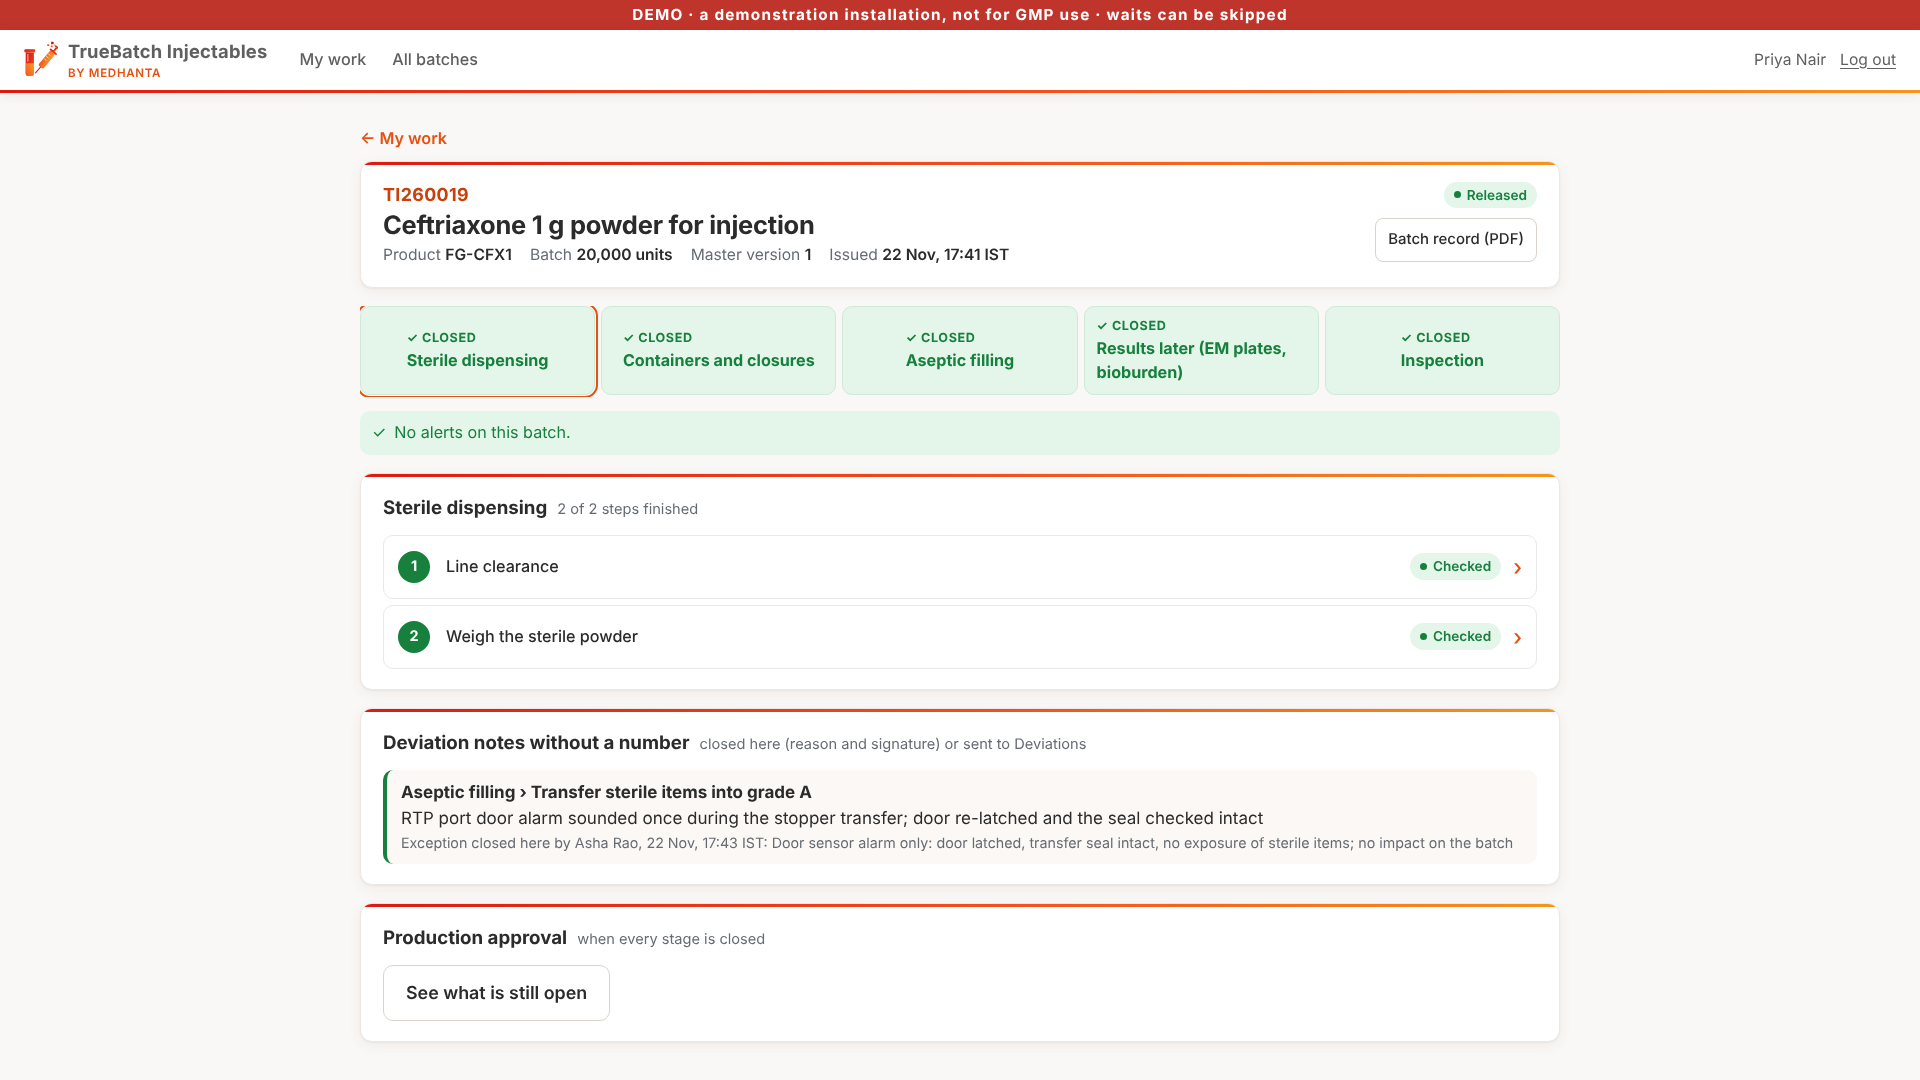 DEMO · a demonstration installation, not for GMP use · waits can be skipped
TrueBatch Injectables
BY MEDHANTA
My work
All batches
Priya Nair
Log out
← My work
TI260019
Released
Ceftriaxone 1 g powder for injection
Batch record (PDF)
Product FG-CFX1 Batch 20,000 units Master version 1 Issued 22 Nov, 17:41 IST
✓ CLOSED
Sterile dispensing
✓ CLOSED
Containers and closures
✓ CLOSED
Aseptic filling
✓ CLOSED
Results later (EM plates,
bioburden)
✓ CLOSED
Inspection
✓ No alerts on this batch.
Sterile dispensing 2 of 2 steps finished
1 Line clearance Checked ›
2 Weigh the sterile powder Checked ›
Deviation notes without a number closed here (reason and signature) or sent to Deviations
Aseptic filling › Transfer sterile items into grade A
RTP port door alarm sounded once during the stopper transfer; door re-latched and the seal checked intact
Exception closed here by Asha Rao, 22 Nov, 17:43 IST: Door sensor alarm only: door latched, transfer seal intact, no exposure of sterile items; no impact on the batch
Production approval when every stage is closed
See what is still open